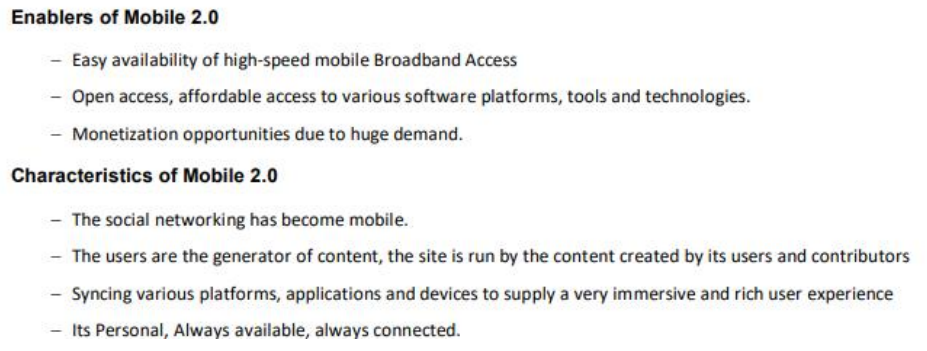 Enablers of Mobile 2.0
– Easy availability of high-speed mobile Broadband Access
– Open access, affordable access to various software platforms, tools and technologies.
– Monetization opportunities due to huge demand.
Characteristics of Mobile 2.0
– The social networking has become mobile.
– The users are the generator of content, the site is run by the content created by its users and contributors
– Syncing various platforms, applications and devices to supply a very immersive and rich user experience
– Its Personal, Always available, always connected.